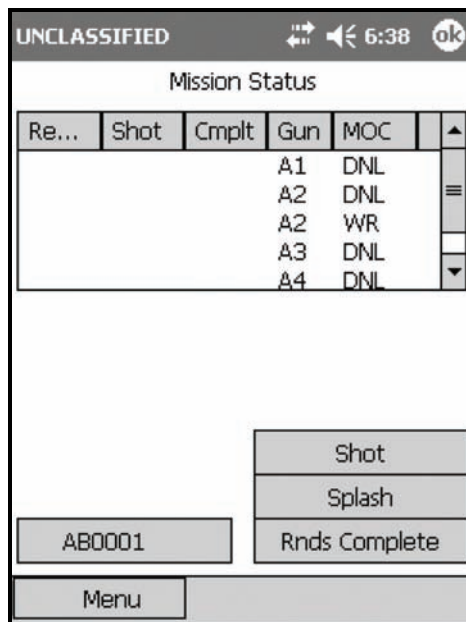 UNCLASSIFIED 6:38 ok
Mission Status
Re... Shot Cmplt Gun MOC
A1 DNL
A2 DNL
A2 WR
A3 DNL
A4 DNL
Shot
Splash
AB0001 Rnds Complete
Menu